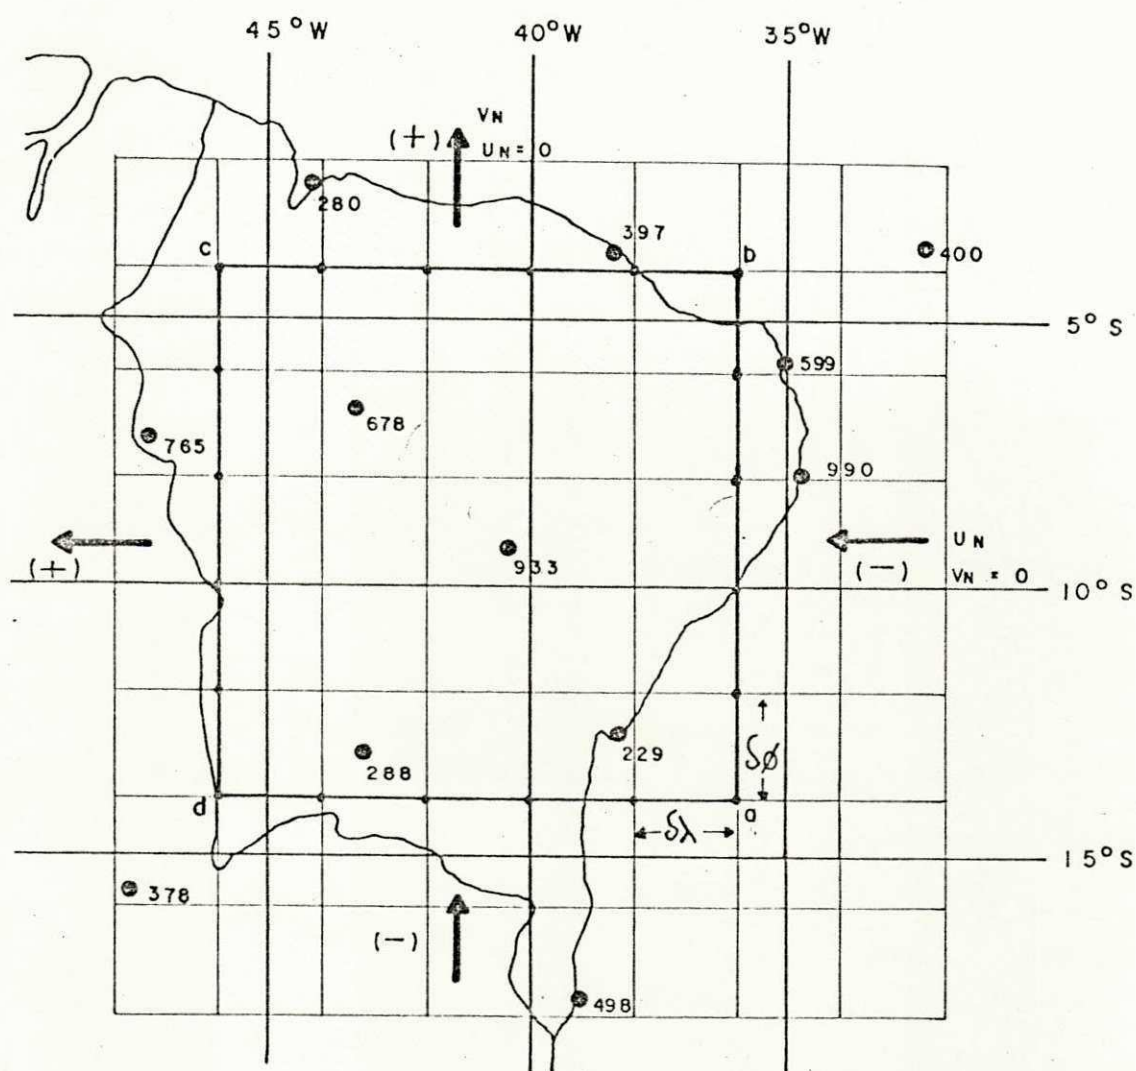 45°W
40°W
35°W
VN
(+)
UN = 0
280
397
c
b
400
5°S
599
678
765
990
933
UN
(+)
(-)
VN = 0
10°S
229
δφ
288
d
a
δλ
15°S
378
(-)
498